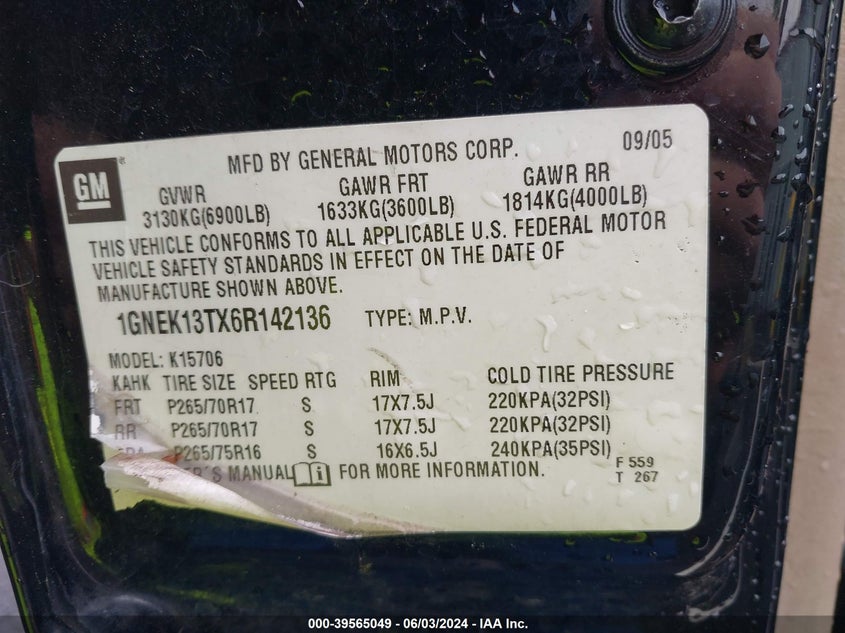 GM
MFD BY GENERAL MOTORS CORP. 09/05
GVWR GAWR FRT GAWR RR
3130KG(6900LB) 1633KG(3600LB) 1814KG(4000LB)
THIS VEHICLE CONFORMS TO ALL APPLICABLE U.S. FEDERAL MOTOR
VEHICLE SAFETY STANDARDS IN EFFECT ON THE DATE OF
MANUFACTURE SHOWN ABOVE.
1GNEK13TX6R142136 TYPE: M.P.V.
MODEL: K15706
KAHK TIRE SIZE SPEED RTG RIM COLD TIRE PRESSURE
FRT P265/70R17 S 17X7.5J 220KPA(32PSI)
RR P265/70R17 S 17X7.5J 220KPA(32PSI)
P265/75R16 S 16X6.5J 240KPA(35PSI)
MANUAL FOR MORE INFORMATION. F 559
T 267
000-39565049 - 06/03/2024 - IAA Inc.